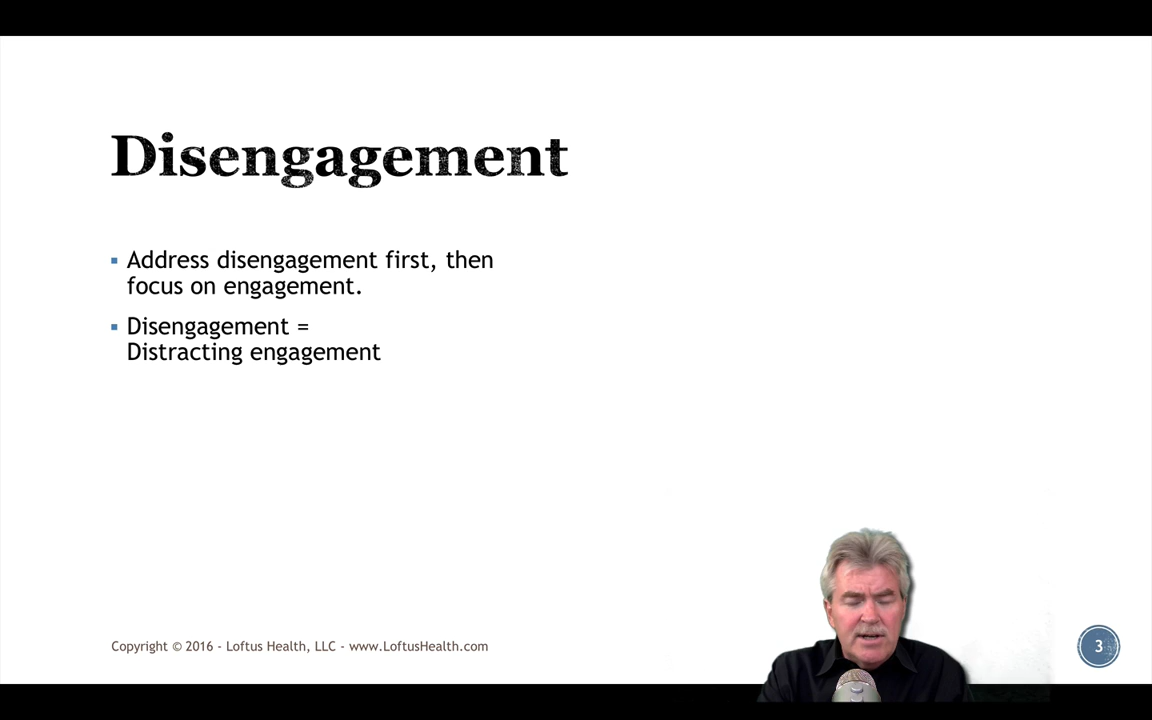 Disengagement
▪ Address disengagement first, then
focus on engagement.
▪ Disengagement =
Distracting engagement
Copyright © 2016 - Loftus Health, LLC - www.LoftusHealth.com
3